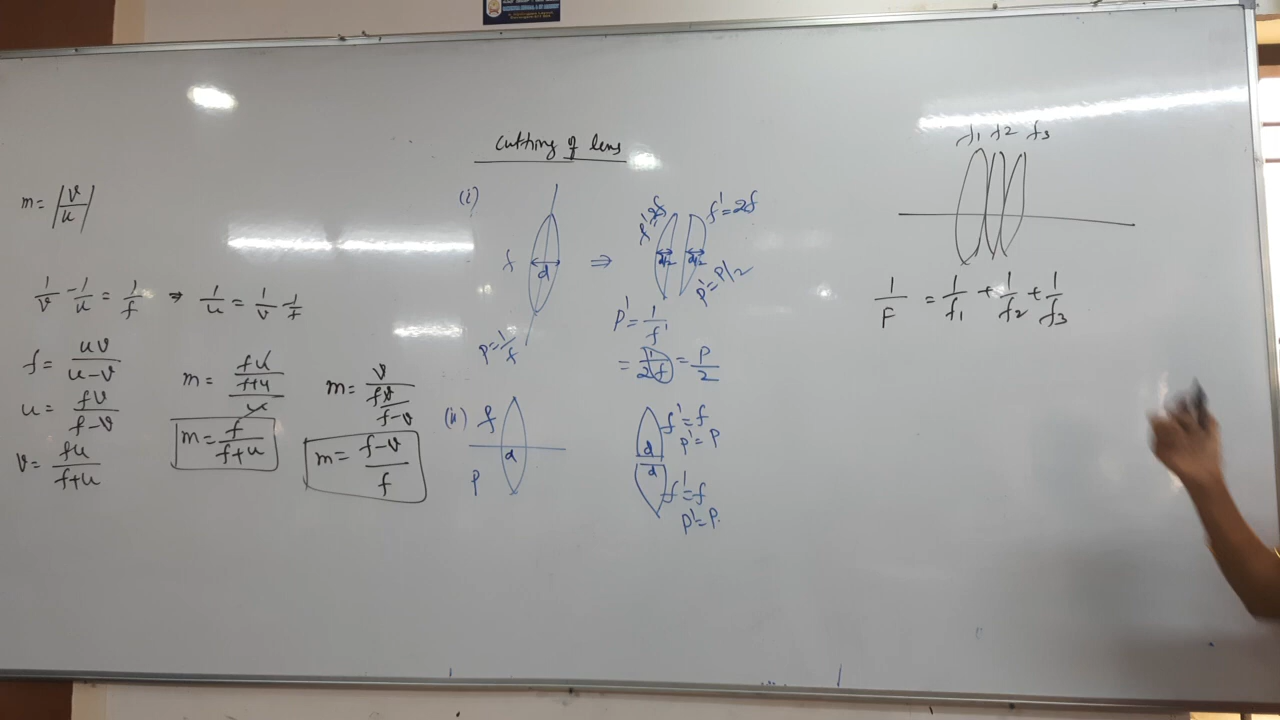 cutting of lens
m = |v/u|
1/v - 1/u = 1/f ⇒ 1/u = 1/v - 1/f
f = uv/(u-v)
u = fv/(f-v)
v = fu/(f+u)
m = (fu/(f+u))/u
m = f/(f+u)
m = v/(fv/(f-v))
m = (f-v)/f
(i)
f
d
P = 1/f
⇒
f' 2f
f' = 2f
d/2
d/2
P' = P/2
P' = 1/f'
= 1/2f = P/2
(ii)
f
d
P
d
f' = f
P' = P
d
f' = f
P' = P.
f1 f2 f3
1/F = 1/f1 + 1/f2 + 1/f3